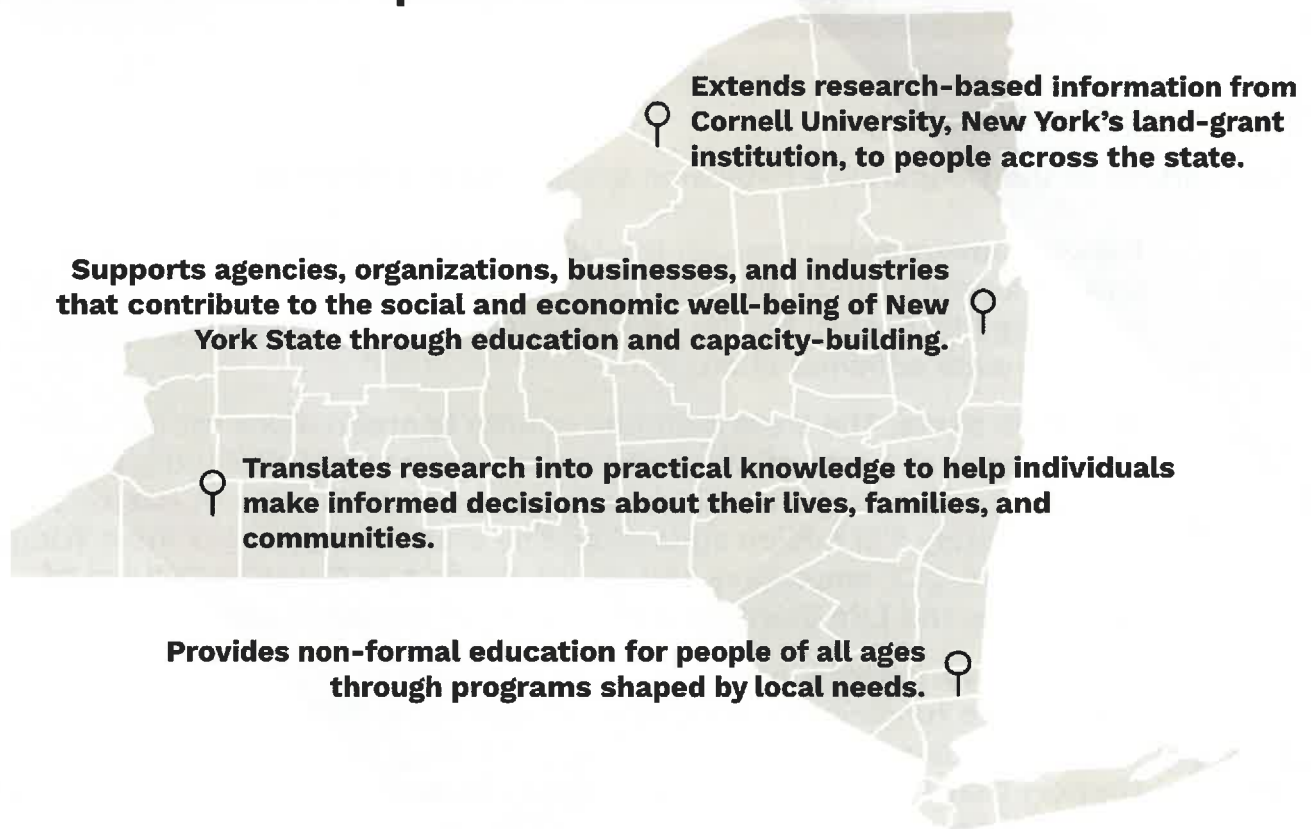 Extends research-based information from
Cornell University, New York's land-grant
institution, to people across the state.
Supports agencies, organizations, businesses, and industries
that contribute to the social and economic well-being of New
York State through education and capacity-building.
Translates research into practical knowledge to help individuals
make informed decisions about their lives, families, and
communities.
Provides non-formal education for people of all ages
through programs shaped by local needs.